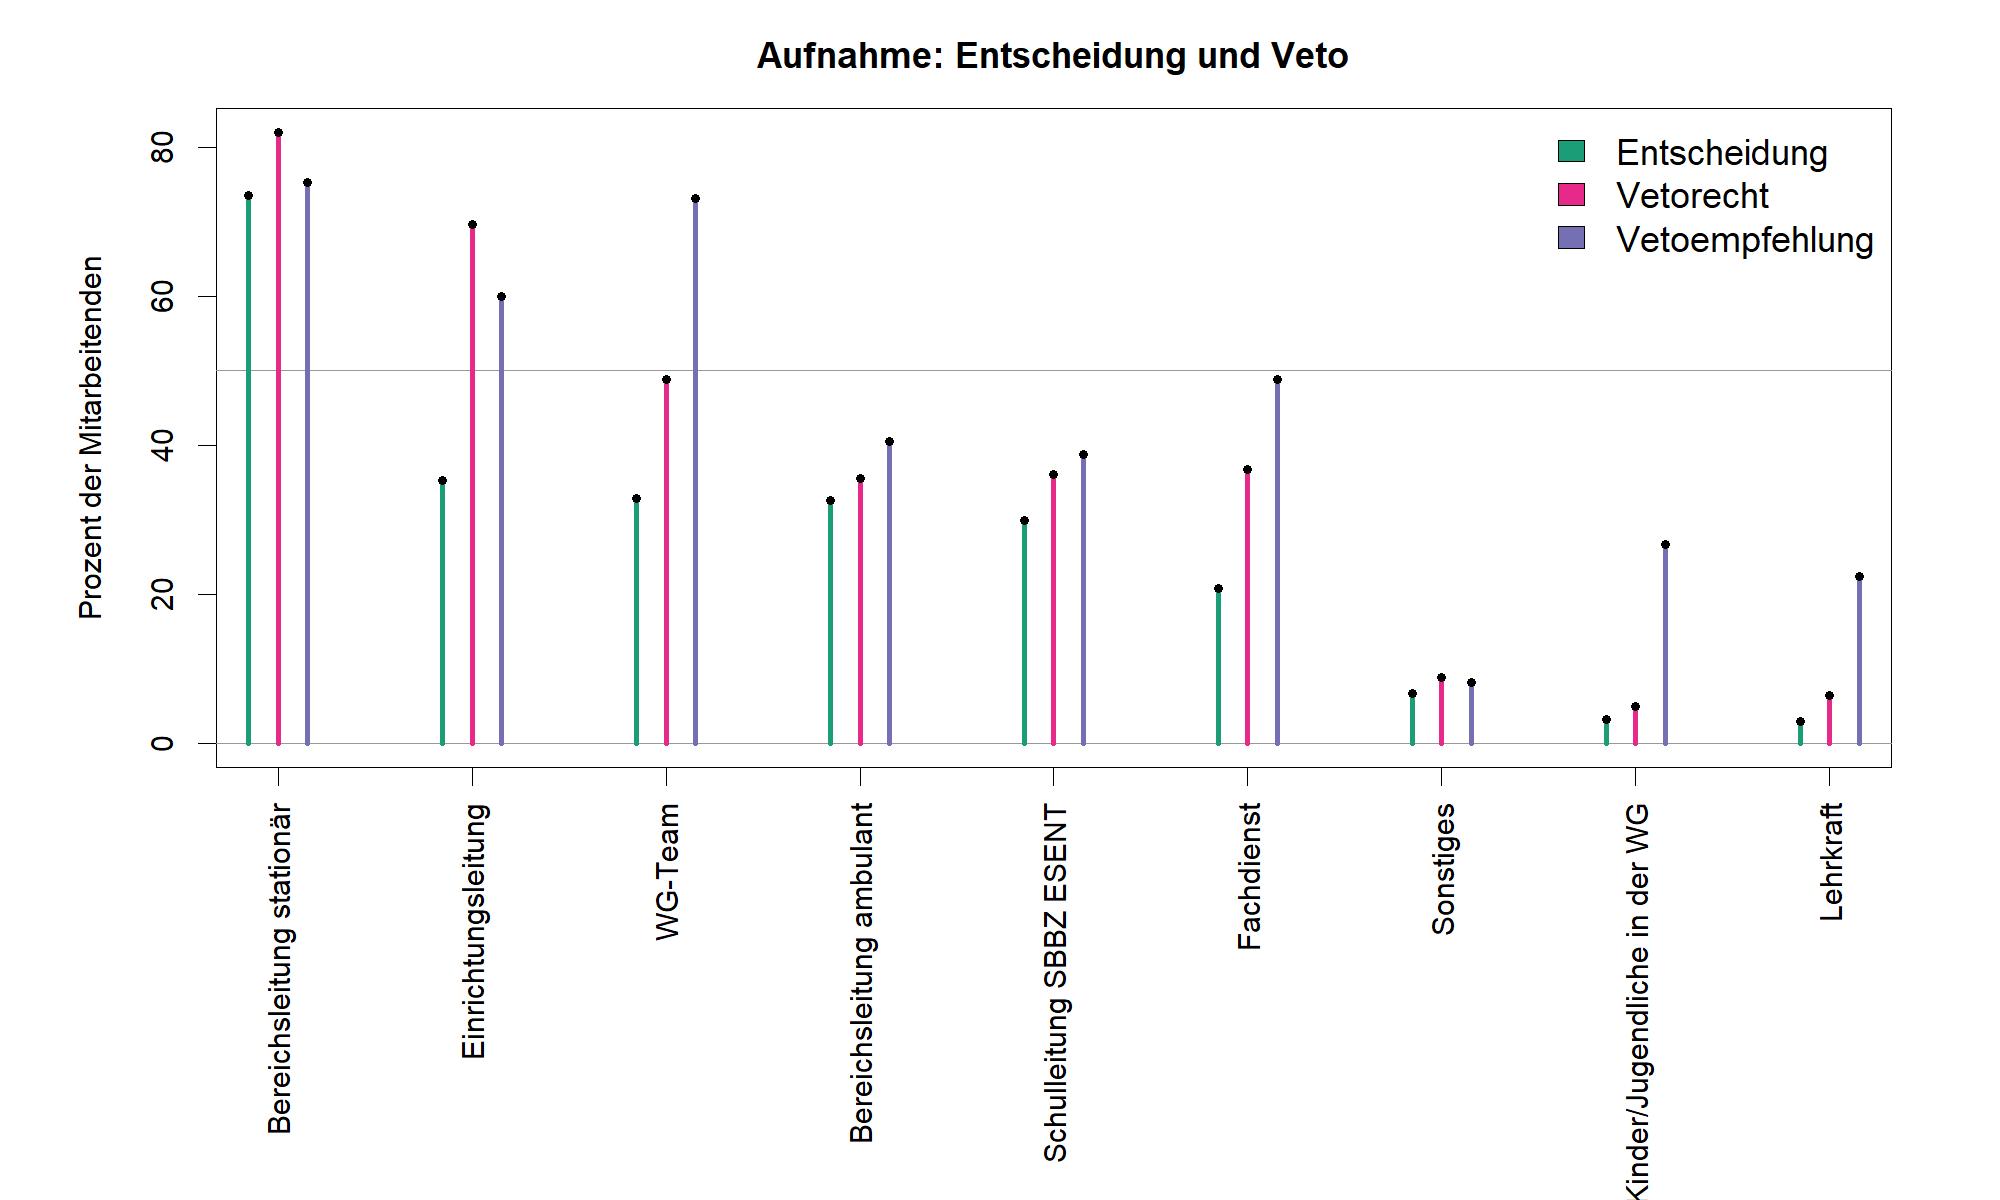 Aufnahme: Entscheidung und Veto
Entscheidung
Vetorecht
Vetoempfehlung
Prozent der Mitarbeitenden
80
60
40
20
0
Bereichsleitung stationär
Einrichtungsleitung
WG-Team
Bereichsleitung ambulant
Schulleitung SBBZ ESENT
Fachdienst
Sonstiges
Kinder/Jugendliche in der WG
Lehrkraft